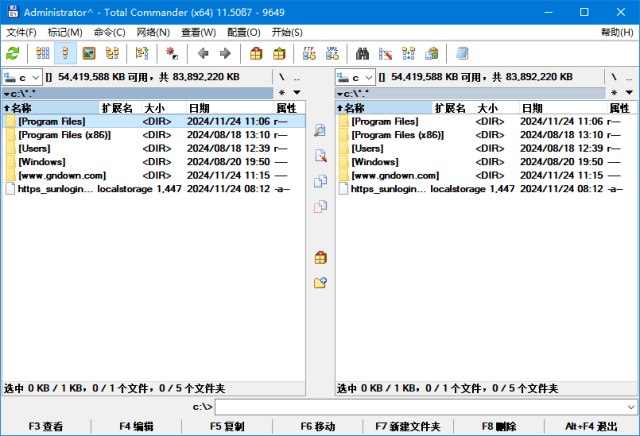 Administrator^ - Total Commander (x64) 11.50ß7 - 9649
文件(F) 标记(M) 命令(C) 网络(N) 查看(W) 配置(O) 开始(S) 帮助(H)
FTP URL
c [] 54,419,588 KB 可用，共 83,892,220 KB \ .. c [] 54,419,588 KB 可用，共 83,892,220 KB \ ..
c:\*.* * c:\*.* *
名称 扩展名 大小 日期 属性 名称 扩展名 大小 日期 属性
[Program Files] <DIR> 2024/11/24 11:06 r— [Program Files] <DIR> 2024/11/24 11:06 r—
[Program Files (x86)] <DIR> 2024/08/18 13:10 r— [Program Files (x86)] <DIR> 2024/08/18 13:10 r—
[Users] <DIR> 2024/08/18 12:39 r— [Users] <DIR> 2024/08/18 12:39 r—
[Windows] <DIR> 2024/08/20 19:50 — [Windows] <DIR> 2024/08/20 19:50 —
[www.gndown.com] <DIR> 2024/11/24 11:15 — [www.gndown.com] <DIR> 2024/11/24 11:15 —
https_sunlogin... localstorage 1,447 2024/11/24 08:12 -a— https_sunlogin... localstorage 1,447 2024/11/24 08:12 -a—
选中 0 KB / 1 KB，0 / 1 个文件，0 / 5 个文件夹 选中 0 KB / 1 KB，0 / 1 个文件，0 / 5 个文件夹
c:\>
F3 查看 F4 编辑 F5 复制 F6 移动 F7 新建文件夹 F8 删除 Alt+F4 退出